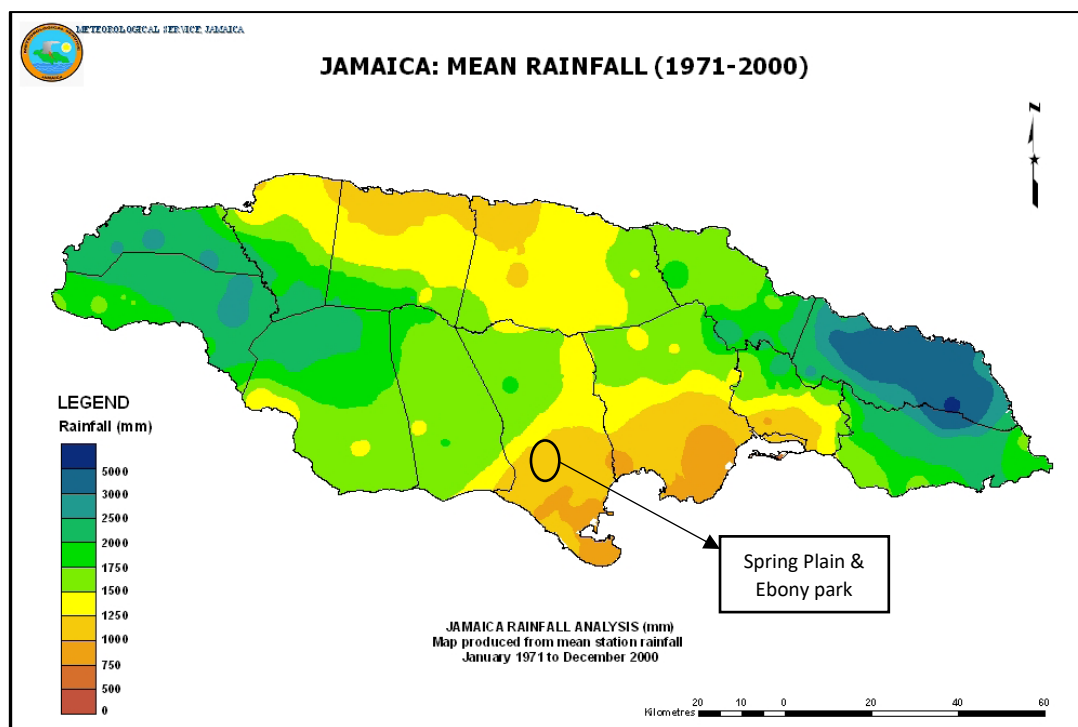 METEOROLOGICAL SERVICE, JAMAICA
JAMAICA: MEAN RAINFALL (1971-2000)
N
LEGEND
Rainfall (mm)
5000
3000
2500
2000
1750
1500
1250
1000
750
500
0
Spring Plain &
Ebony park
JAMAICA RAINFALL ANALYSIS (mm)
Map produced from mean station rainfall
January 1971 to December 2000
20 0 20 40 60
Kilometres